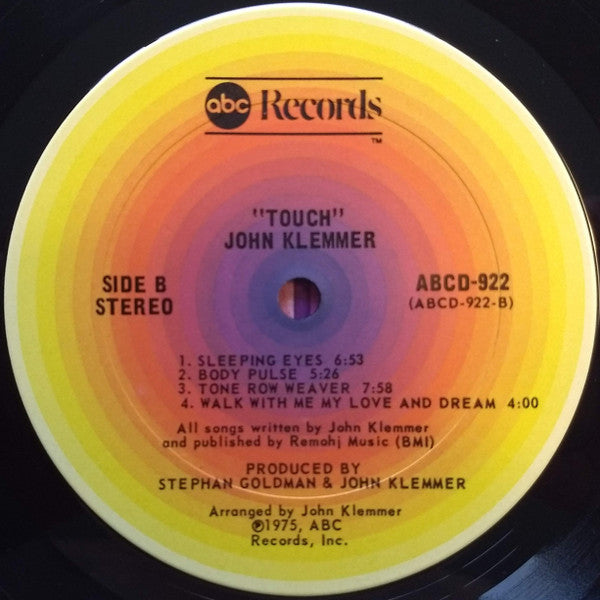 abc Records
™
"TOUCH"
JOHN KLEMMER
SIDE B
STEREO
ABCD-922
(ABCD-922-B)
1. SLEEPING EYES 6:53
2. BODY PULSE 5:26
3. TONE ROW WEAVER 7:58
4. WALK WITH ME MY LOVE AND DREAM 4:00
All songs written by John Klemmer
and published by Remohj Music (BMI)
PRODUCED BY
STEPHAN GOLDMAN & JOHN KLEMMER
Arranged by John Klemmer
℗1975, ABC
Records, Inc.